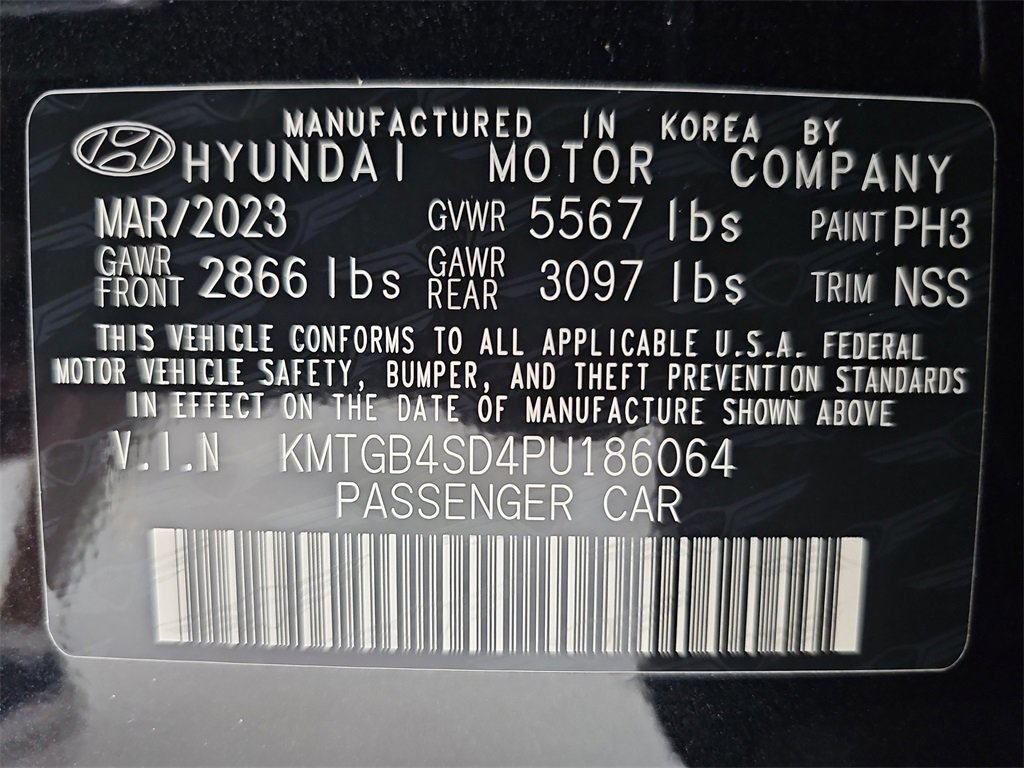 MANUFACTURED IN KOREA BY
HYUNDAI MOTOR COMPANY
MAR/2023 GVWR 5567 lbs PAINT PH3
GAWR FRONT 2866 lbs GAWR REAR 3097 lbs TRIM NSS
THIS VEHICLE CONFORMS TO ALL APPLICABLE U.S.A. FEDERAL
MOTOR VEHICLE SAFETY, BUMPER, AND THEFT PREVENTION STANDARDS
IN EFFECT ON THE DATE OF MANUFACTURE SHOWN ABOVE
V.I.N KMTGB4SD4PU186064
PASSENGER CAR